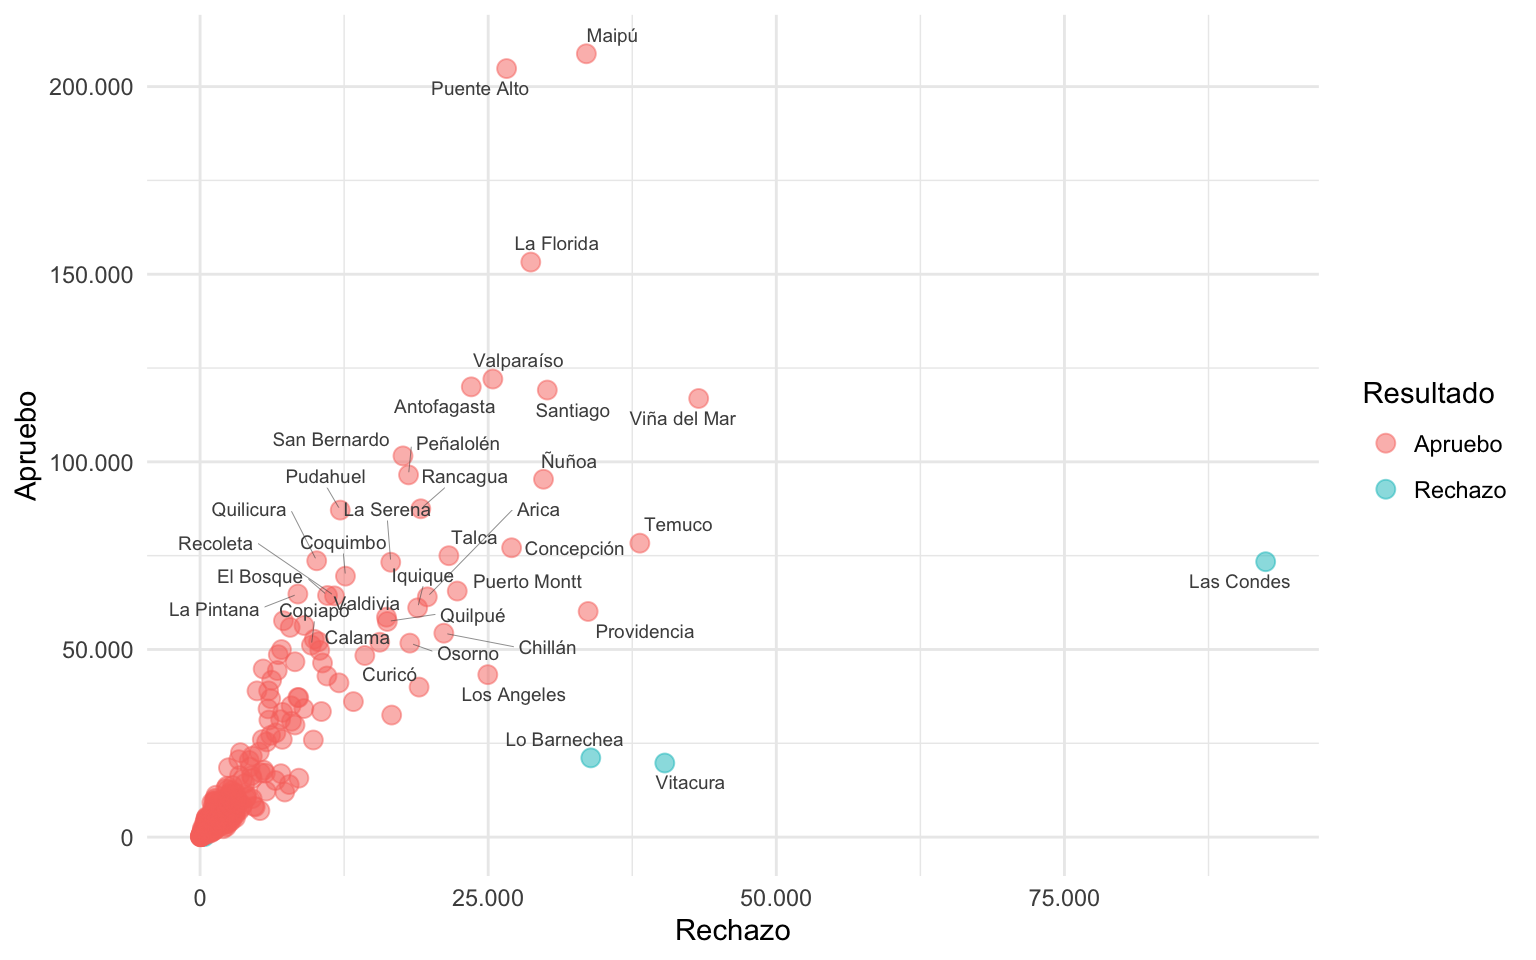 Maipú
Puente Alto
200.000
La Florida
150.000
Valparaíso
Antofagasta
Santiago
Viña del Mar
San Bernardo
Peñalolén
100.000
Ñuñoa
Pudahuel
Rancagua
Quilicura
La Serena
Arica
Temuco
Recoleta
Coquimbo
Talca
Concepción
El Bosque
Iquique
Puerto Montt
Las Condes
La Pintana
Copiapó
Valdivia
Quilpué
Providencia
Calama
50.000
Osorno
Chillán
Curicó
Los Angeles
Lo Barnechea
Vitacura
0
Apruebo
0
25.000
50.000
75.000
Rechazo
Resultado
Apruebo
Rechazo